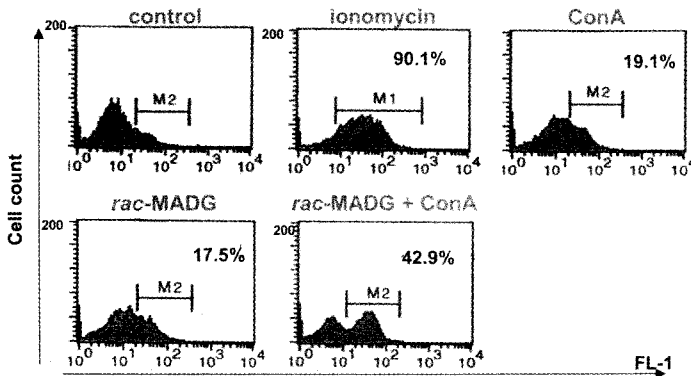 control ionomycin ConA
200 200 200
90.1% 19.1%
M2 M1 M2
10^0 10^1 10^2 10^3 10^4 10^0 10^1 10^2 10^3 10^4 10^0 10^1 10^2 10^3 10^4
Cell count
rac-MADG rac-MADG + ConA
200 200
17.5% 42.9%
M2 M2
10^0 10^1 10^2 10^3 10^4 10^0 10^1 10^2 10^3 10^4
FL-1